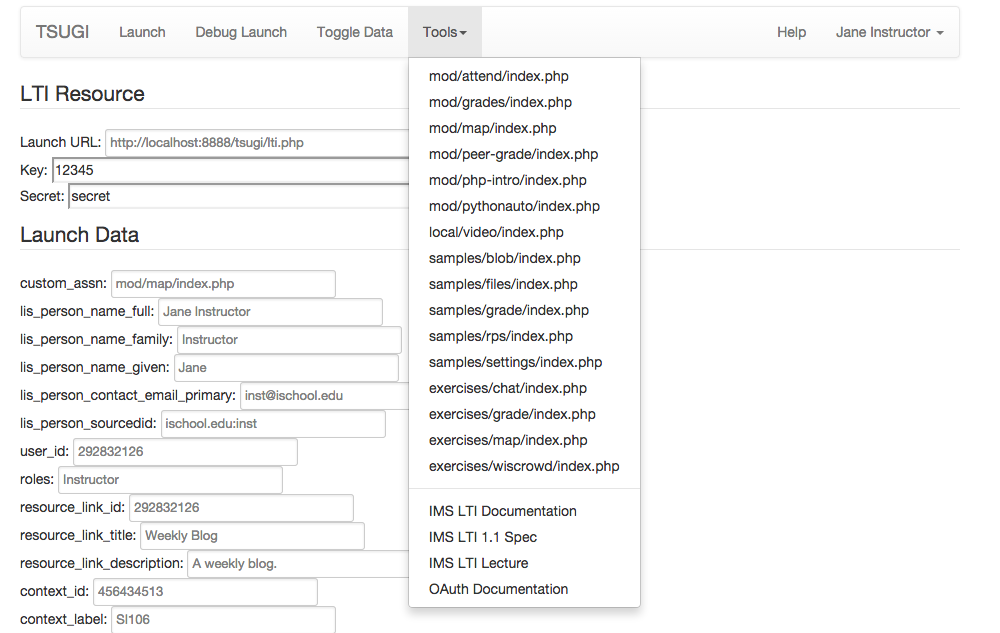 TSUGI Launch Debug Launch Toggle Data Tools Help Jane Instructor
mod/attend/index.php
mod/grades/index.php
mod/map/index.php
mod/peer-grade/index.php
mod/php-intro/index.php
mod/pythonauto/index.php
local/video/index.php
samples/blob/index.php
samples/files/index.php
samples/grade/index.php
samples/rps/index.php
samples/settings/index.php
exercises/chat/index.php
exercises/grade/index.php
exercises/map/index.php
exercises/wiscrowd/index.php
IMS LTI Documentation
IMS LTI 1.1 Spec
IMS LTI Lecture
OAuth Documentation
LTI Resource
Launch URL: http://localhost:8888/tsugi/lti.php
Key: 12345
Secret: secret
Launch Data
custom_assn: mod/map/index.php
lis_person_name_full: Jane Instructor
lis_person_name_family: Instructor
lis_person_name_given: Jane
lis_person_contact_email_primary: inst@ischool.edu
lis_person_sourcedid: ischool.edu:inst
user_id: 292832126
roles: Instructor
resource_link_id: 292832126
resource_link_title: Weekly Blog
resource_link_description: A weekly blog.
context_id: 456434513
context_label: SI106